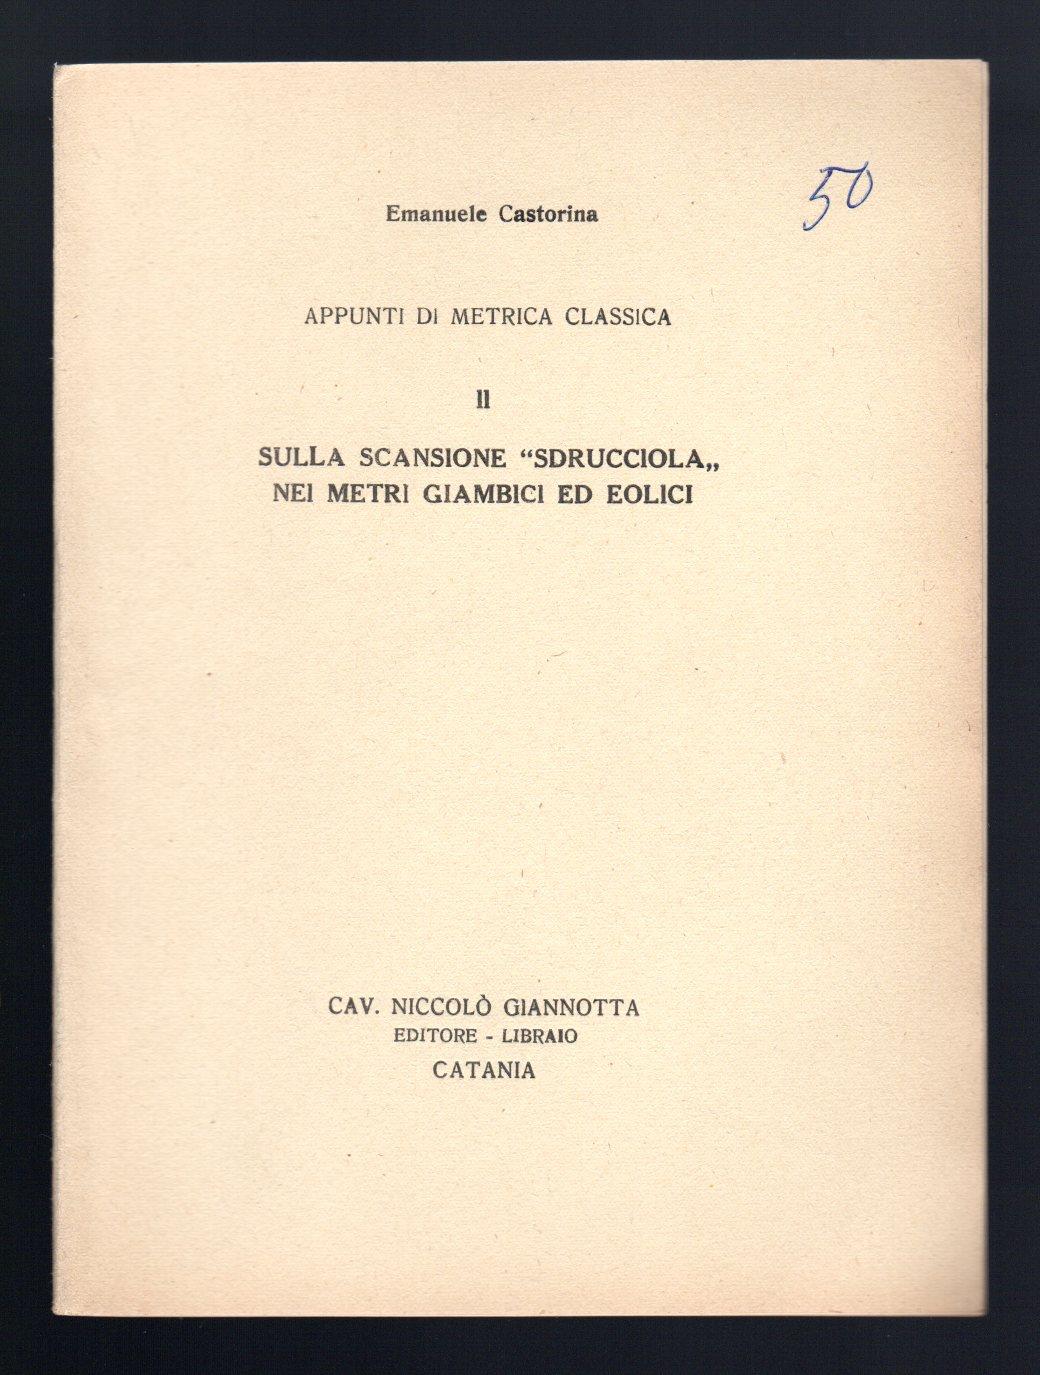 50
Emanuele Castorina
APPUNTI DI METRICA CLASSICA
II
SULLA SCANSIONE “SDRUCCIOLA„
NEI METRI GIAMBICI ED EOLICI
CAV. NICCOLÒ GIANNOTTA
EDITORE - LIBRAIO
CATANIA